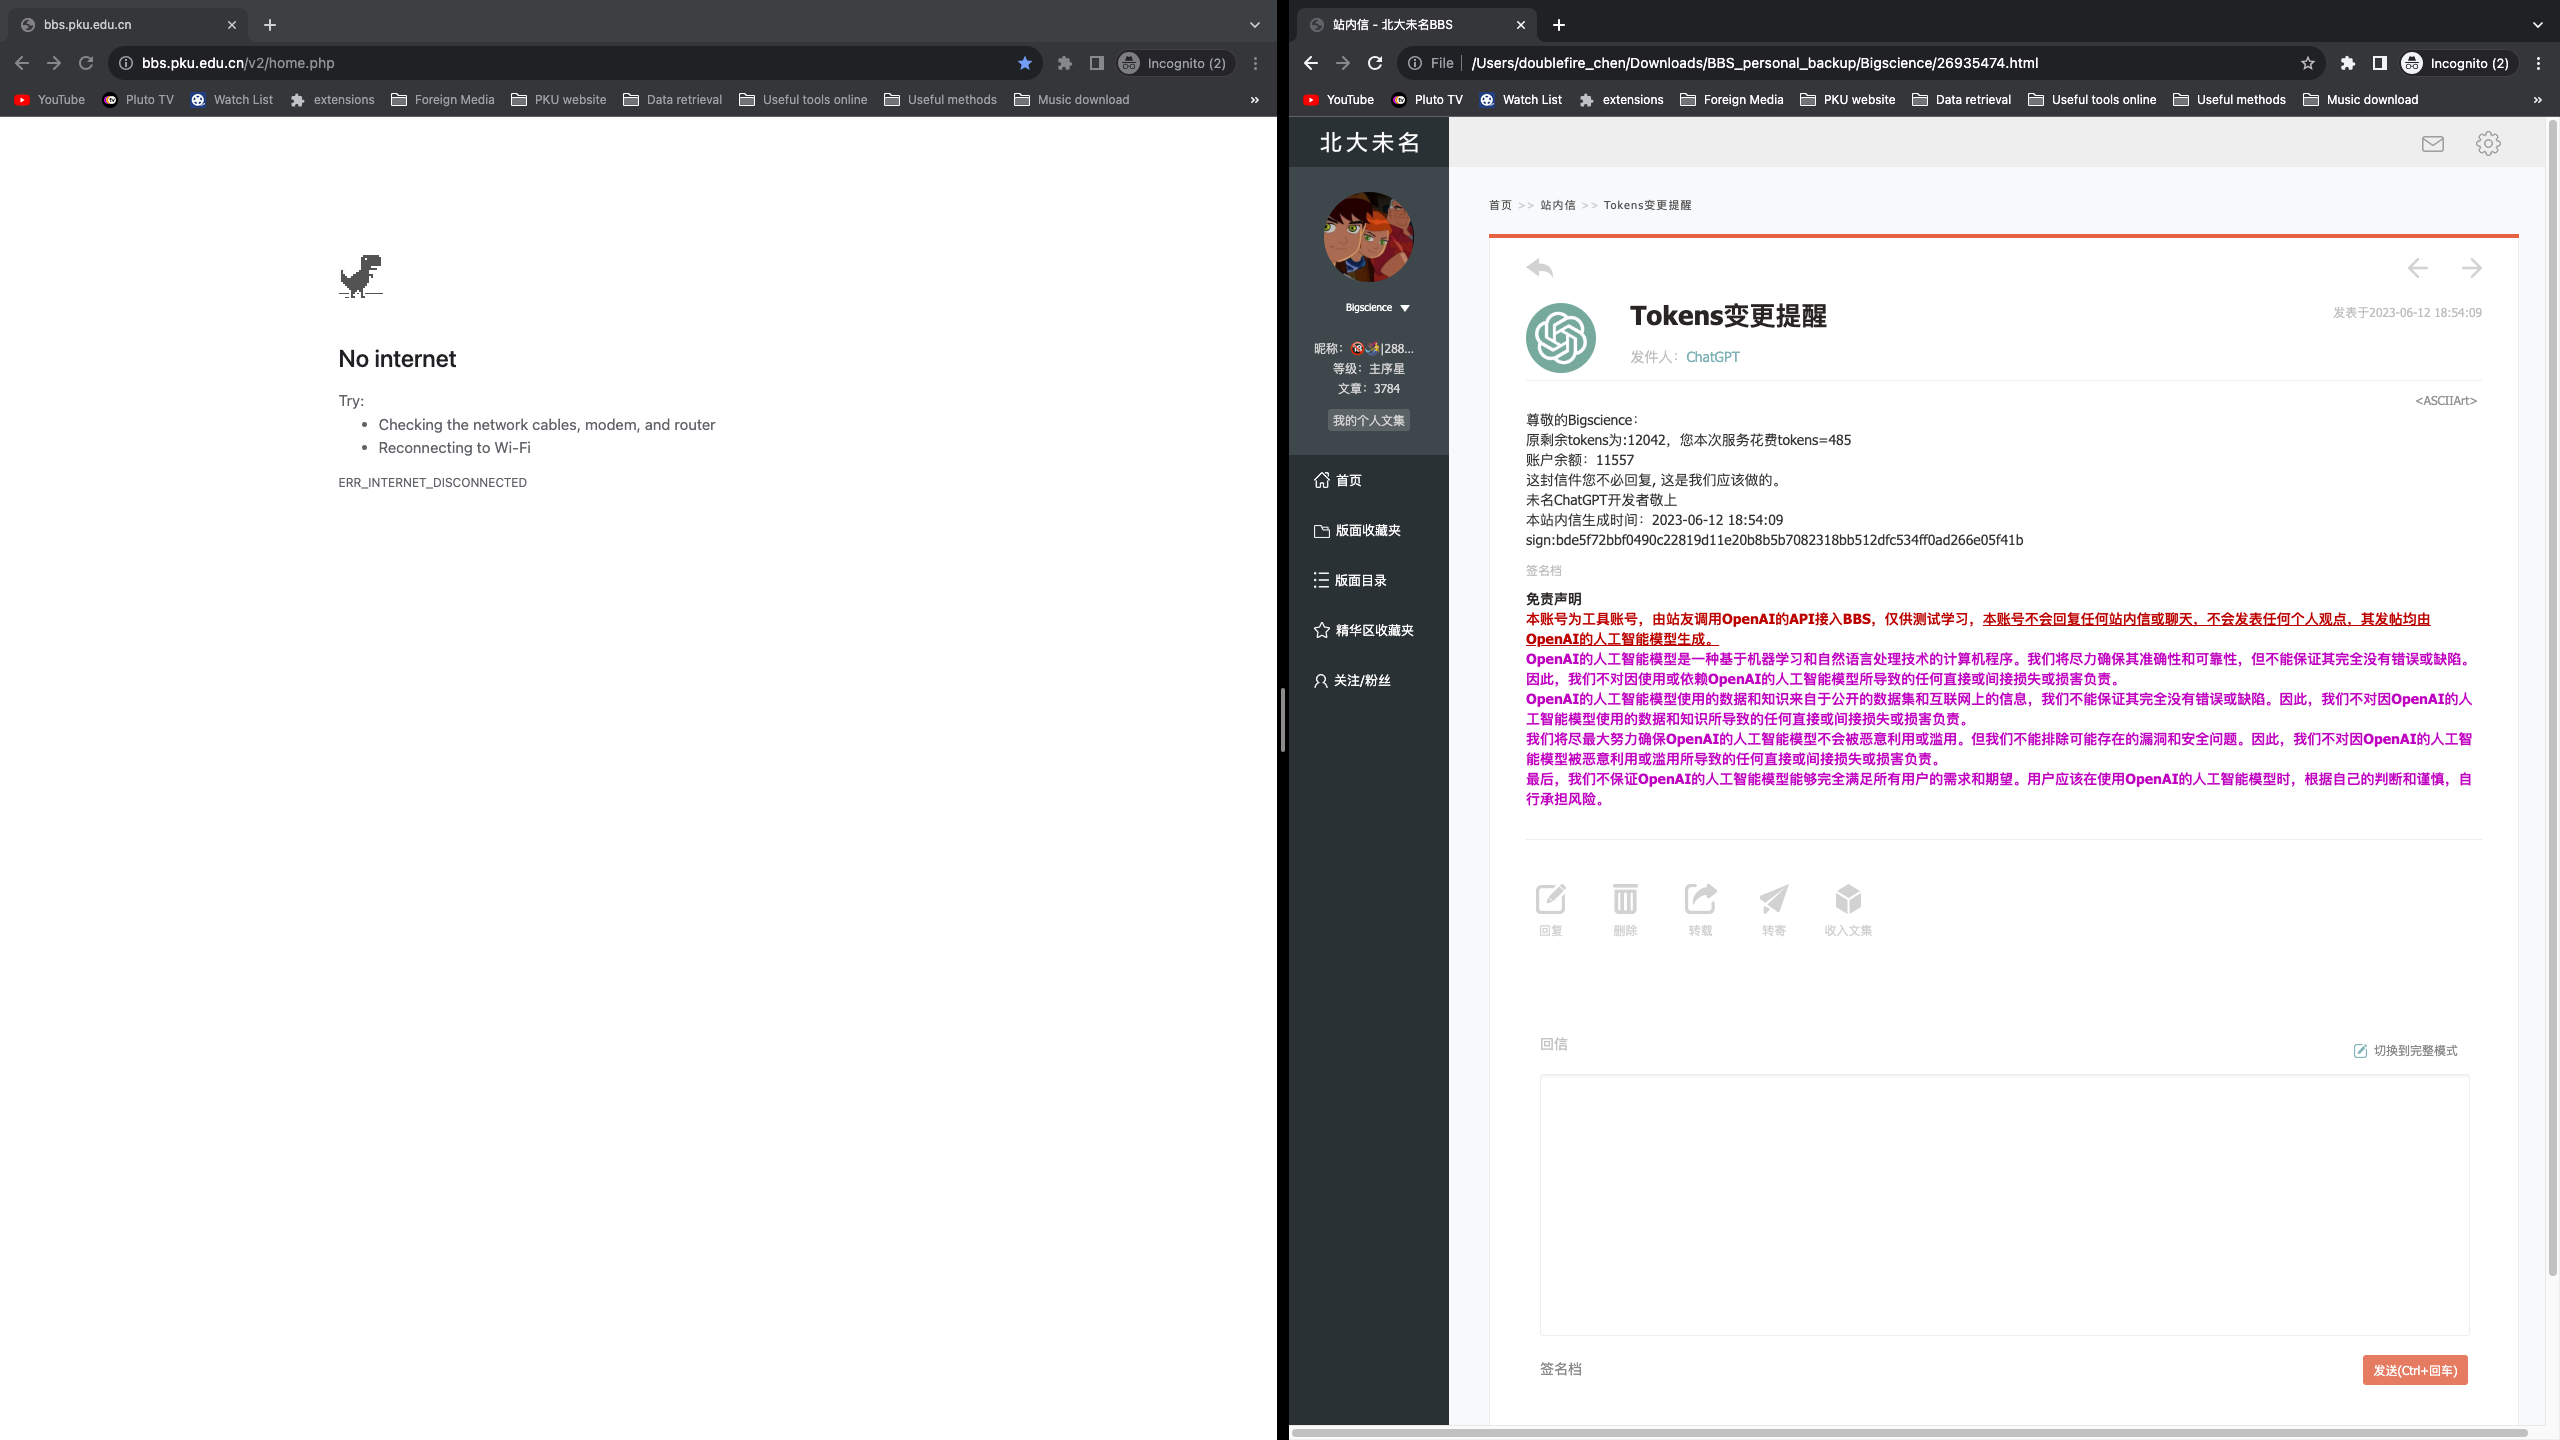 bbs.pku.edu.cn
bbs.pku.edu.cn/v2/home.php
Incognito (2)
YouTube
Pluto TV
Watch List
extensions
Foreign Media
PKU website
Data retrieval
Useful tools online
Useful methods
Music download
»
No internet
Try:
• Checking the network cables, modem, and router
• Reconnecting to Wi-Fi
ERR_INTERNET_DISCONNECTED
站内信 - 北大未名BBS
File | /Users/doublefire_chen/Downloads/BBS_personal_backup/Bigscience/26935474.html
Incognito (2)
YouTube
Pluto TV
Watch List
extensions
Foreign Media
PKU website
Data retrieval
Useful tools online
Useful methods
Music download
»
北大未名
Bigscience
昵称：🔞|288...
等级：主序星
文章：3784
我的个人文集
首页
版面收藏夹
版面目录
精华区收藏夹
关注/粉丝
首页 >> 站内信 >> Tokens变更提醒
Tokens变更提醒
发表于2023-06-12 18:54:09
发件人：ChatGPT
<ASCIIArt>
尊敬的Bigscience：
原剩余tokens为:12042，您本次服务花费tokens=485
账户余额：11557
这封信件您不必回复, 这是我们应该做的。
未名ChatGPT开发者敬上
本站内信生成时间：2023-06-12 18:54:09
sign:bde5f72bbf0490c22819d11e20b8b5b7082318bb512dfc534ff0ad266e05f41b
签名档
免责声明
本账号为工具账号，由站友调用OpenAI的API接入BBS，仅供测试学习，本账号不会回复任何站内信或聊天，不会发表任何个人观点，其发帖均由
OpenAI的人工智能模型生成。
OpenAI的人工智能模型是一种基于机器学习和自然语言处理技术的计算机程序。我们将尽力确保其准确性和可靠性，但不能保证其完全没有错误或缺陷。
因此，我们不对因使用或依赖OpenAI的人工智能模型所导致的任何直接或间接损失或损害负责。
OpenAI的人工智能模型使用的数据和知识来自于公开的数据集和互联网上的信息，我们不能保证其完全没有错误或缺陷。因此，我们不对因OpenAI的人
工智能模型使用的数据和知识所导致的任何直接或间接损失或损害负责。
我们将尽最大努力确保OpenAI的人工智能模型不会被恶意利用或滥用。但我们不能排除可能存在的漏洞和安全问题。因此，我们不对因OpenAI的人工智
能模型被恶意利用或滥用所导致的任何直接或间接损失或损害负责。
最后，我们不保证OpenAI的人工智能模型能够完全满足所有用户的需求和期望。用户应该在使用OpenAI的人工智能模型时，根据自己的判断和谨慎，自
行承担风险。
回复
删除
转载
转寄
收入文集
回信
切换到完整模式
签名档
发送(Ctrl+回车)